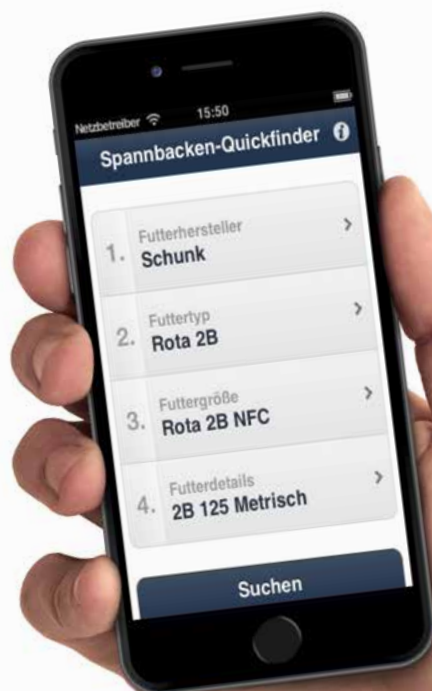 Netzbetreiber 15:50
Spannbacken-Quickfinder i
1. Futterhersteller
Schunk
2. Futtertyp
Rota 2B
3. Futtergröße
Rota 2B NFC
4. Futterdetails
2B 125 Metrisch
Suchen